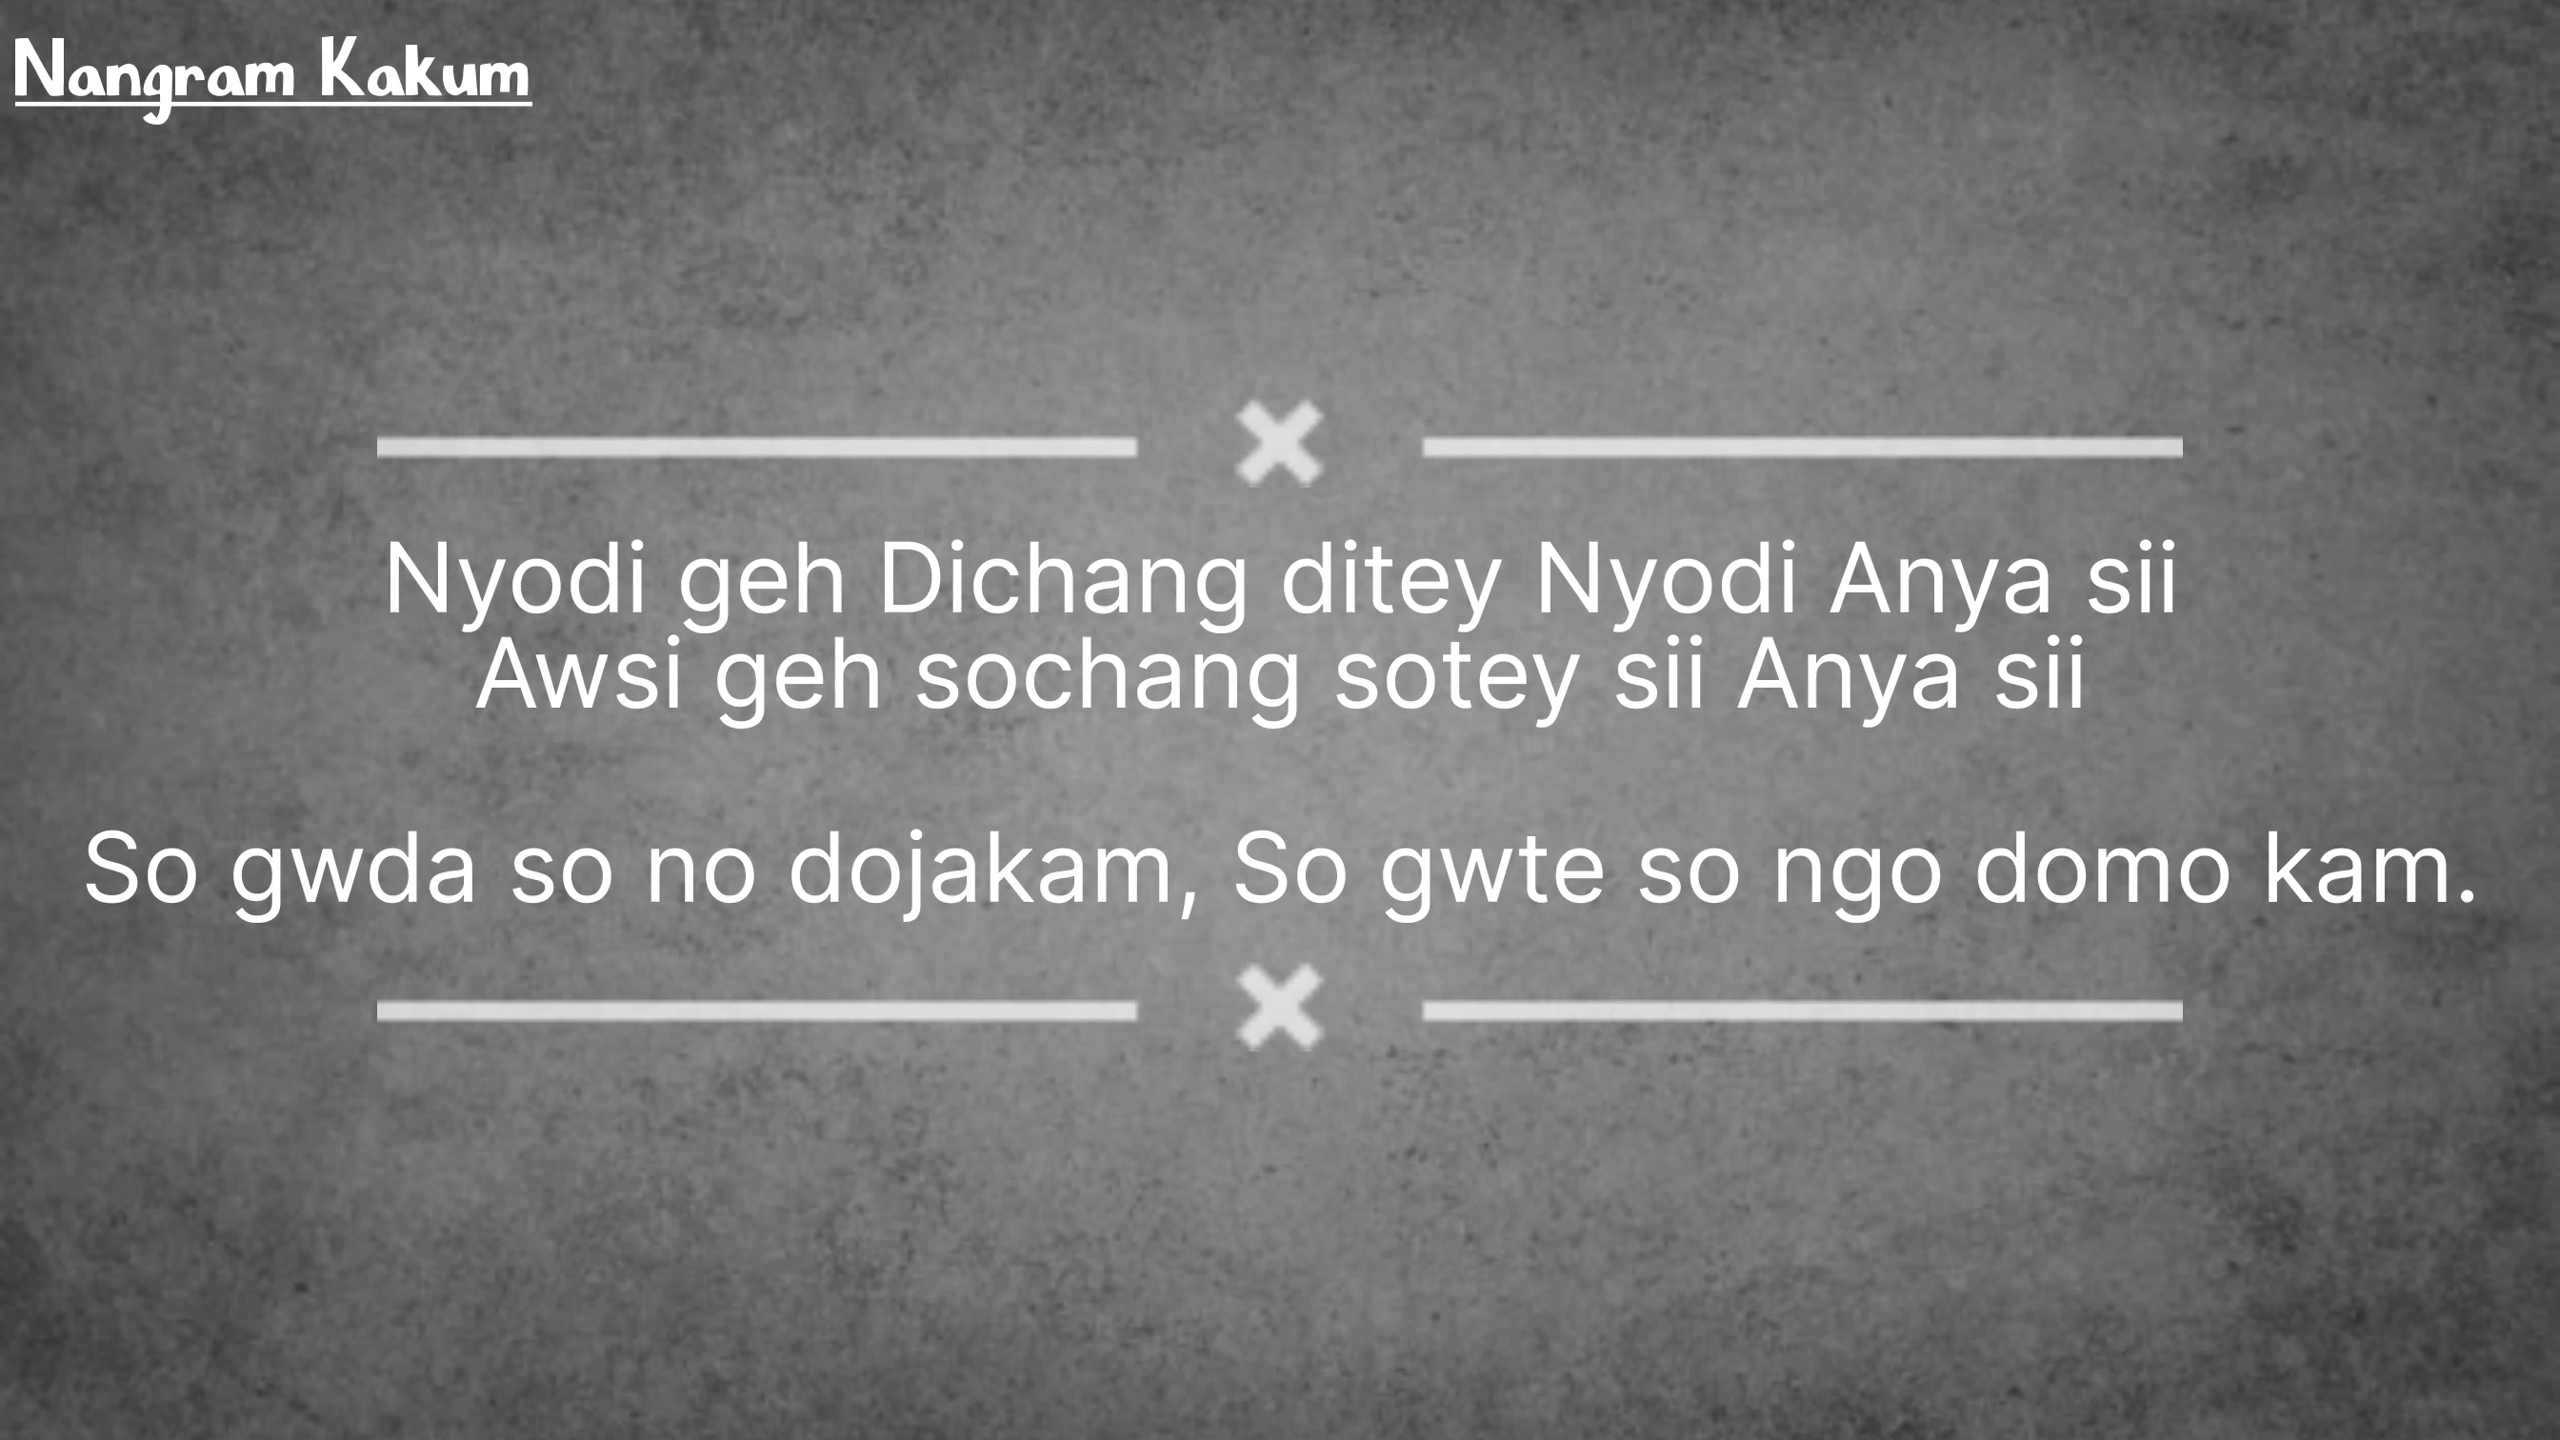 Nangram Kakum
Nyodi geh Dichang ditey Nyodi Anya sii
Awsi geh sochang sotey sii Anya sii
So gwda so no dojakam, So gwte so ngo domo kam.